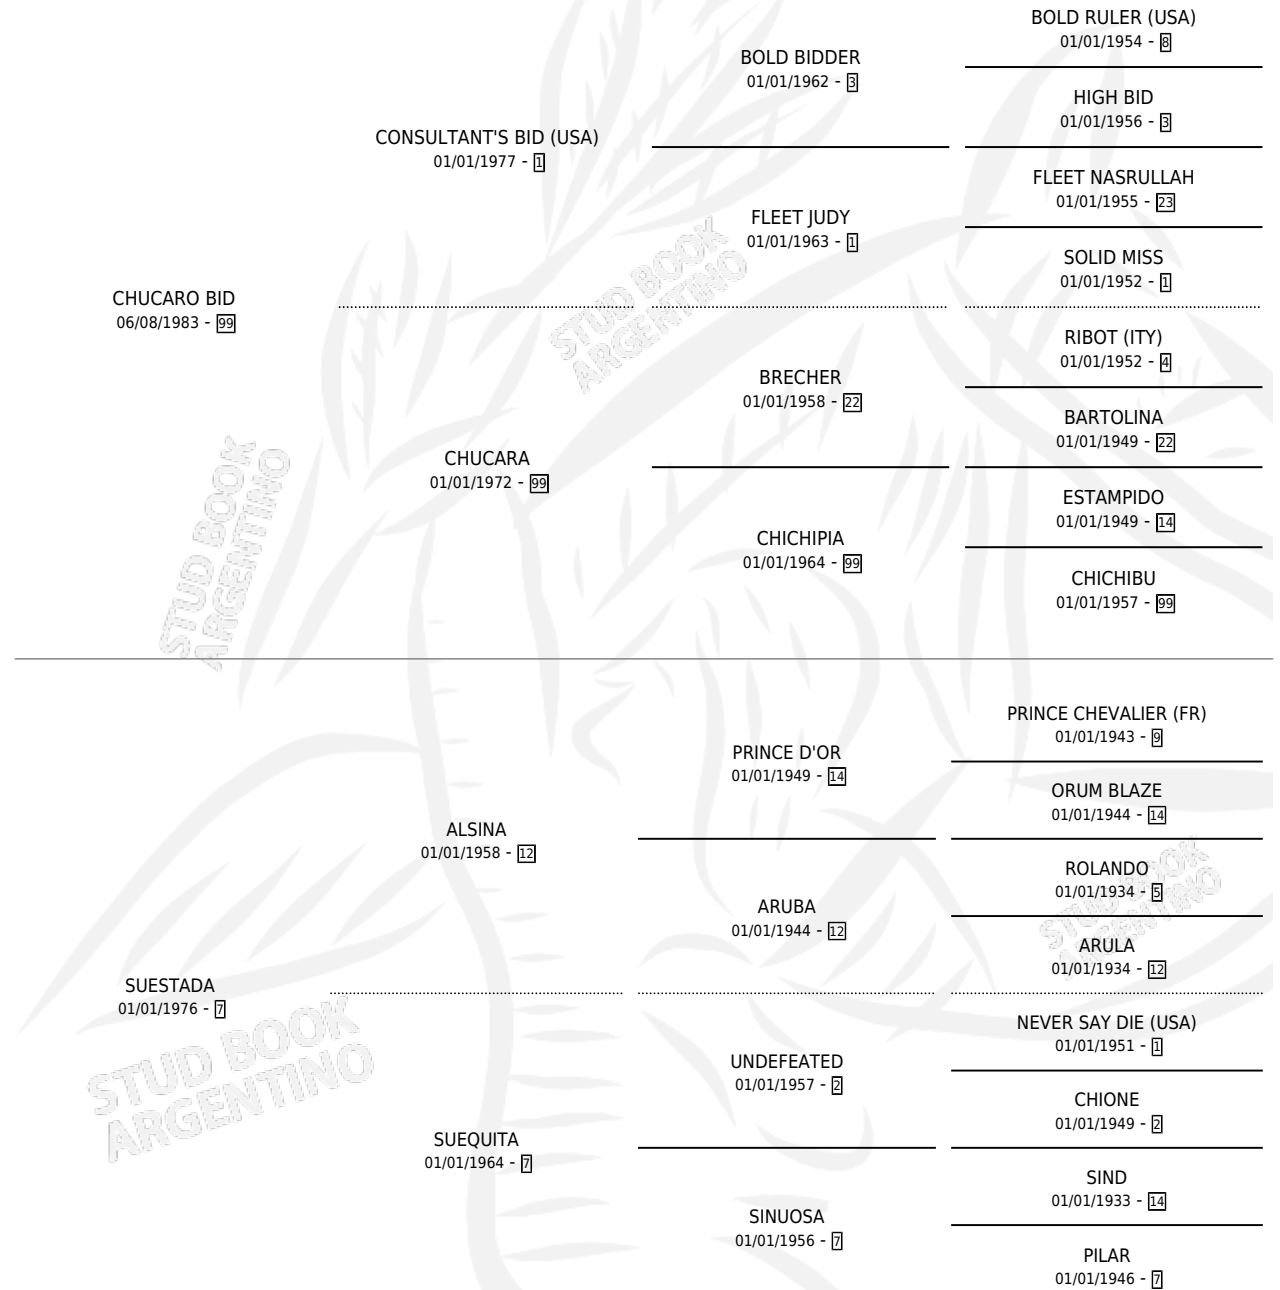 BOLD RULER (USA)
01/01/1954 - 8
BOLD BIDDER
01/01/1962 - 3
HIGH BID
01/01/1956 - 3
CONSULTANT'S BID (USA)
01/01/1977 - 1
FLEET NASRULLAH
01/01/1955 - 23
FLEET JUDY
01/01/1963 - 1
SOLID MISS
01/01/1952 - 1
CHUCARO BID
06/08/1983 - 99
RIBOT (ITY)
01/01/1952 - 4
BRECHER
01/01/1958 - 22
BARTOLINA
01/01/1949 - 22
CHUCARA
01/01/1972 - 99
ESTAMPIDO
01/01/1949 - 14
CHICHIPIA
01/01/1964 - 99
CHICHIBU
01/01/1957 - 99
PRINCE CHEVALIER (FR)
01/01/1943 - 9
PRINCE D'OR
01/01/1949 - 14
ORUM BLAZE
01/01/1944 - 14
ALSINA
01/01/1958 - 12
ROLANDO
01/01/1934 - 5
ARUBA
01/01/1944 - 12
ARULA
01/01/1934 - 12
SUESTADA
01/01/1976 - 7
NEVER SAY DIE (USA)
01/01/1951 - 1
UNDEFEATED
01/01/1957 - 2
CHIONE
01/01/1949 - 2
SUEQUITA
01/01/1964 - 7
SIND
01/01/1933 - 14
SINUOSA
01/01/1956 - 7
PILAR
01/01/1946 - 7
STUD BOOK
ARGENTINO
STUD BOOK
ARGENTINO
STUD BOOK
ARGENTINO
STUD BOOK
ARGENTINO